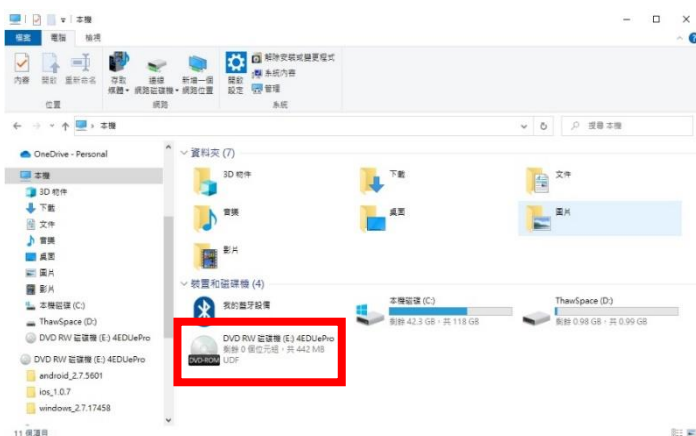 本機
檔案 電腦 檢視
內容 開啟 重新命名
存取媒體 連線網路磁碟機 新增一個網路位置
開啟設定
解除安裝或變更程式
系統內容
管理
位置 網路 系統
本機
搜尋 本機
OneDrive - Personal
本機
3D 物件
下載
文件
音樂
桌面
圖片
影片
本機磁碟 (C:)
ThawSpace (D:)
DVD RW 磁碟機 (E:) 4EDUePro
DVD RW 磁碟機 (E:) 4EDUePro
android_2.7.5601
ios_1.0.7
windows_2.7.17458
資料夾 (7)
3D 物件
下載
文件
音樂
桌面
圖片
影片
裝置和磁碟機 (4)
我的藍牙設備
本機磁碟 (C:)
剩餘 42.3 GB，共 118 GB
ThawSpace (D:)
剩餘 0.98 GB，共 0.99 GB
DVD RW 磁碟機 (E:) 4EDUePro
剩餘 0 個位元組，共 442 MB
UDF
DVD-ROM
11 個項目